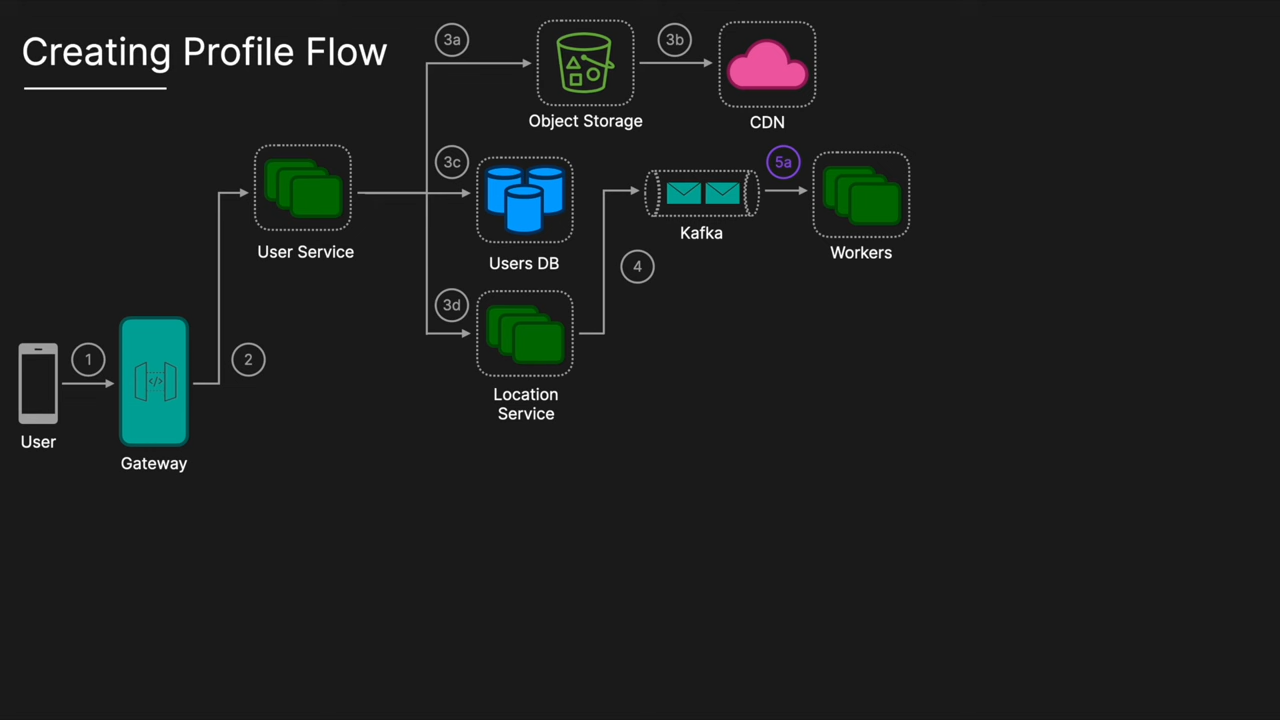 Creating Profile Flow
3a
3b
Object Storage
CDN
3c
5a
User Service
Users DB
Kafka
Workers
4
3d
1
2
Location
Service
User
Gateway
</>